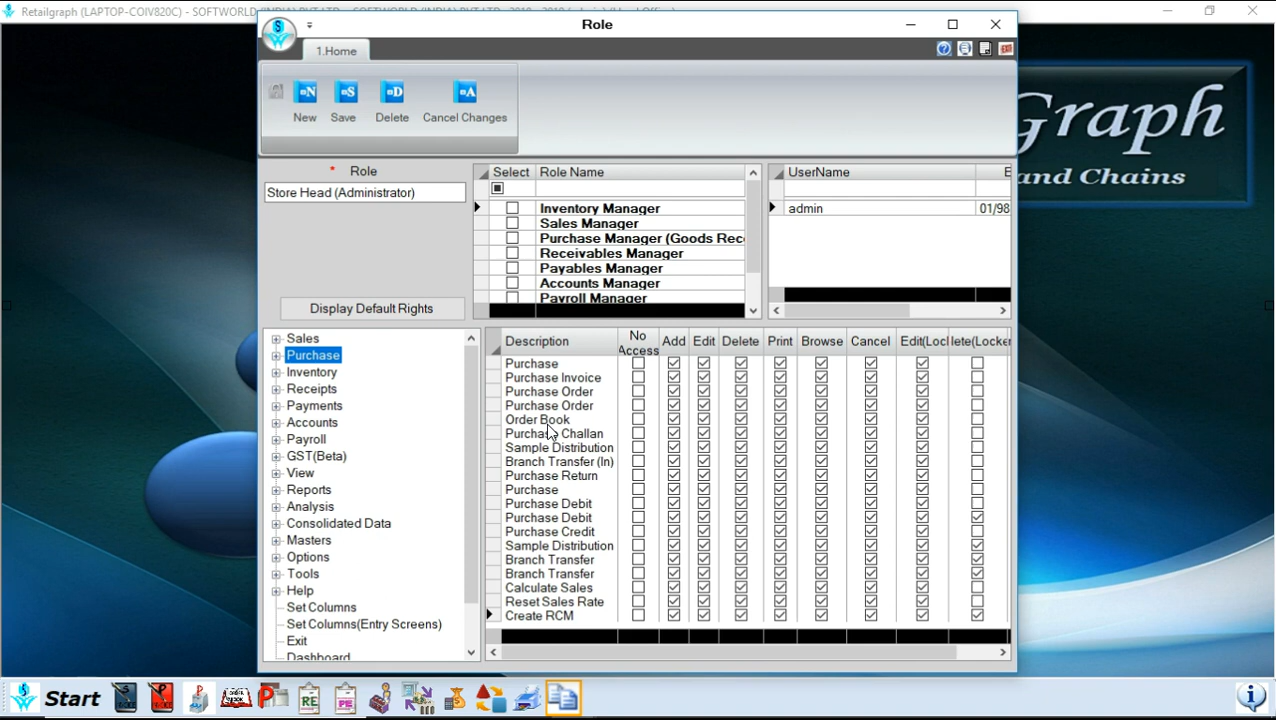 Retailgraph (LAPTOP-COIV820C) - SOFTWORLD (INDIA) PVT LTD
Role
1.Home
New
Save
Delete
Cancel Changes
Graph
and Chains
* Role
Store Head (Administrator)
Display Default Rights
Select
Role Name
Inventory Manager
Sales Manager
Purchase Manager (Goods Rec
Receivables Manager
Payables Manager
Accounts Manager
Payroll Manager
UserName
admin
01/98
Sales
Purchase
Inventory
Receipts
Payments
Accounts
Payroll
GST(Beta)
View
Reports
Analysis
Consolidated Data
Masters
Options
Tools
Help
Set Columns
Set Columns(Entry Screens)
Exit
Dashboard
Description No Access Add Edit Delete Print Browse Cancel Edit(Loc lete(Locker
Purchase
Purchase Invoice
Purchase Order
Purchase Order
Order Book
Purchase Challan
Sample Distribution
Branch Transfer (In)
Purchase Return
Purchase
Purchase Debit
Purchase Debit
Purchase Credit
Sample Distribution
Branch Transfer
Branch Transfer
Calculate Sales
Reset Sales Rate
Create RCM
Start